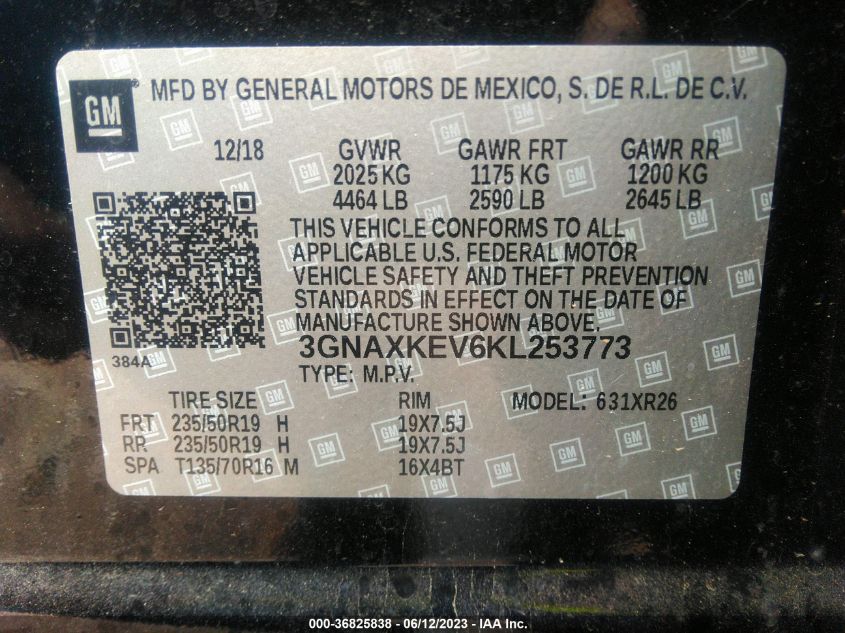 GM MFD BY GENERAL MOTORS DE MEXICO, S. DE R.L. DE C.V.
12/18 GVWR GAWR FRT GAWR RR
2025 KG 1175 KG 1200 KG
4464 LB 2590 LB 2645 LB
THIS VEHICLE CONFORMS TO ALL
APPLICABLE U.S. FEDERAL MOTOR
VEHICLE SAFETY AND THEFT PREVENTION
STANDARDS IN EFFECT ON THE DATE OF
MANUFACTURE SHOWN ABOVE.
384A 3GNAXKEV6KL253773
TYPE: M.P.V.
TIRE SIZE RIM MODEL: 631XR26
FRT 235/50R19 H 19X7.5J
RR 235/50R19 H 19X7.5J
SPA T135/70R16 M 16X4BT
000-36825838 - 06/12/2023 - IAA Inc.